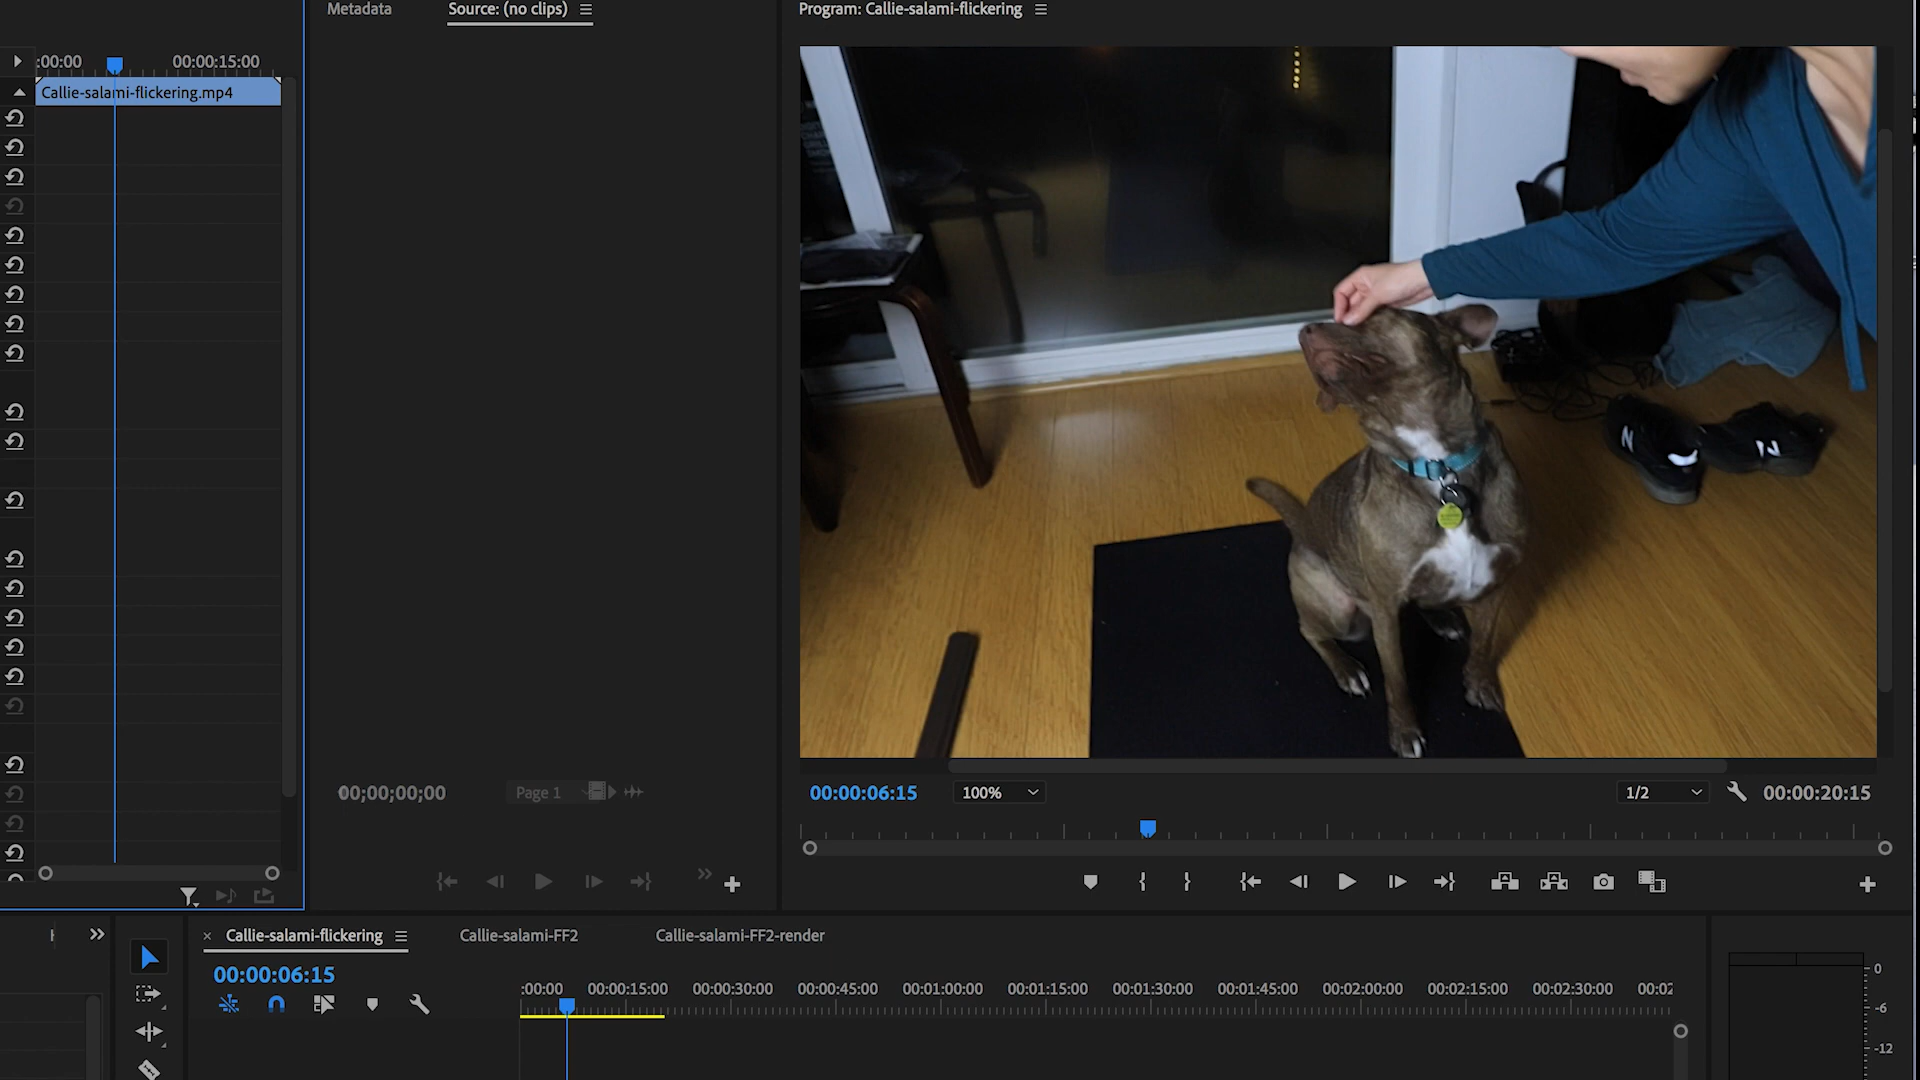 Metadata
Source: (no clips)
Program: Callie-salami-flickering
:00:00
00:00:15:00
Callie-salami-flickering.mp4
00;00;00;00
Page 1
00:00:06:15
100%
1/2
00:00:20:15
Callie-salami-flickering
Callie-salami-FF2
Callie-salami-FF2-render
00:00:06:15
:00:00
00:00:15:00
00:00:30:00
00:00:45:00
00:01:00:00
00:01:15:00
00:01:30:00
00:01:45:00
00:02:00:00
00:02:15:00
00:02:30:00
00:02
0
-6
-12
N
N